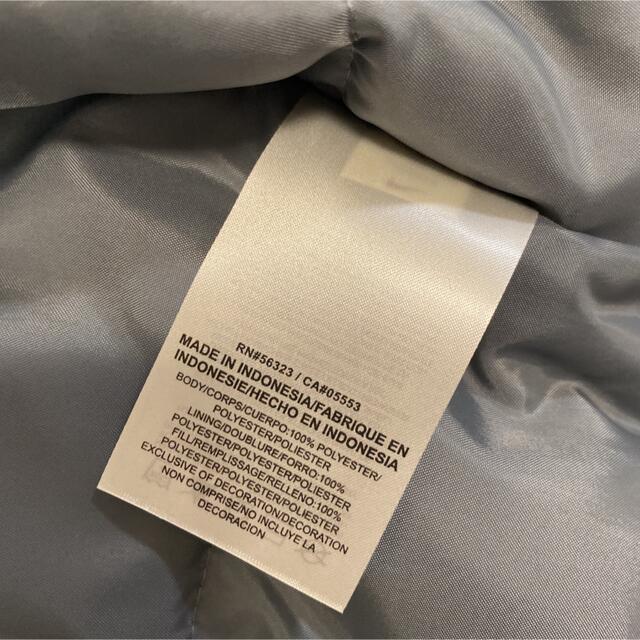 RN#56323 / CA#05553
MADE IN INDONESIA/FABRIQUE EN
INDONESIE/HECHO EN INDONESIA
BODY/CORPS/CUERPO:100% POLYESTER/
POLYESTER/POLIESTER
LINING/DOUBLURE/FORRO:100%
POLYESTER/POLYESTER/POLIESTER
FILL/REMPLISSAGE/RELLENO:100%
POLYESTER/POLYESTER/POLIESTER
EXCLUSIVE OF DECORATION/DECORATION
NON COMPRISE/NO INCLUYE LA
DECORACION